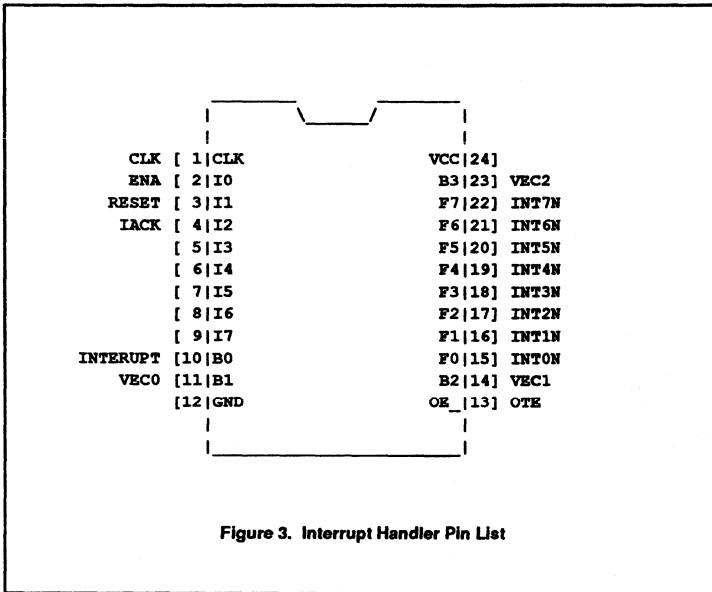 CLK [ 1|CLK VCC|24]
ENA [ 2|I0 B3|23] VEC2
RESET [ 3|I1 F7|22] INT7N
IACK [ 4|I2 F6|21] INT6N
[ 5|I3 F5|20] INT5N
[ 6|I4 F4|19] INT4N
[ 7|I5 F3|18] INT3N
[ 8|I6 F2|17] INT2N
[ 9|I7 F1|16] INT1N
INTERUPT [10|B0 F0|15] INT0N
VEC0 [11|B1 B2|14] VEC1
[12|GND OE_|13] OTE
Figure 3. Interrupt Handler Pin List